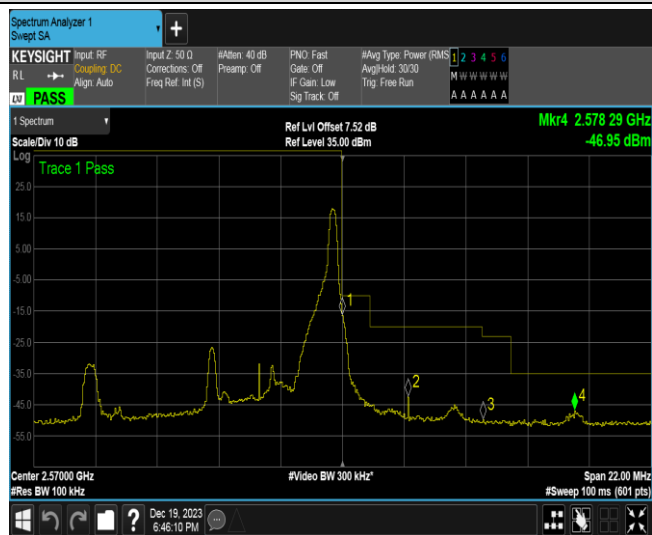 Spectrum Analyzer 1
Swept SA
KEYSIGHT
RL
LXI PASS
Input: RF
Coupling: DC
Align: Auto
Input Z: 50 Ω
Corrections: Off
Freq Ref: Int (S)
#Atten: 40 dB
Preamp: Off
PNO: Fast
Gate: Off
IF Gain: Low
Sig Track: Off
#Avg Type: Power (RMS
Avg|Hold: 30/30
Trig: Free Run
1 2 3 4 5 6
M W W W W W
A A A A A A
1 Spectrum
Scale/Div 10 dB
Ref Lvl Offset 7.52 dB
Ref Level 35.00 dBm
Mkr4 2.578 29 GHz
-46.95 dBm
Log
Trace 1 Pass
25.0
15.0
5.00
-5.00
-15.0
-25.0
-35.0
-45.0
-55.0
1
2
3
4
Center 2.57000 GHz
#Res BW 100 kHz
#Video BW 300 kHz*
Span 22.00 MHz
#Sweep 100 ms (601 pts)
?
Dec 19, 2023
6:46:10 PM